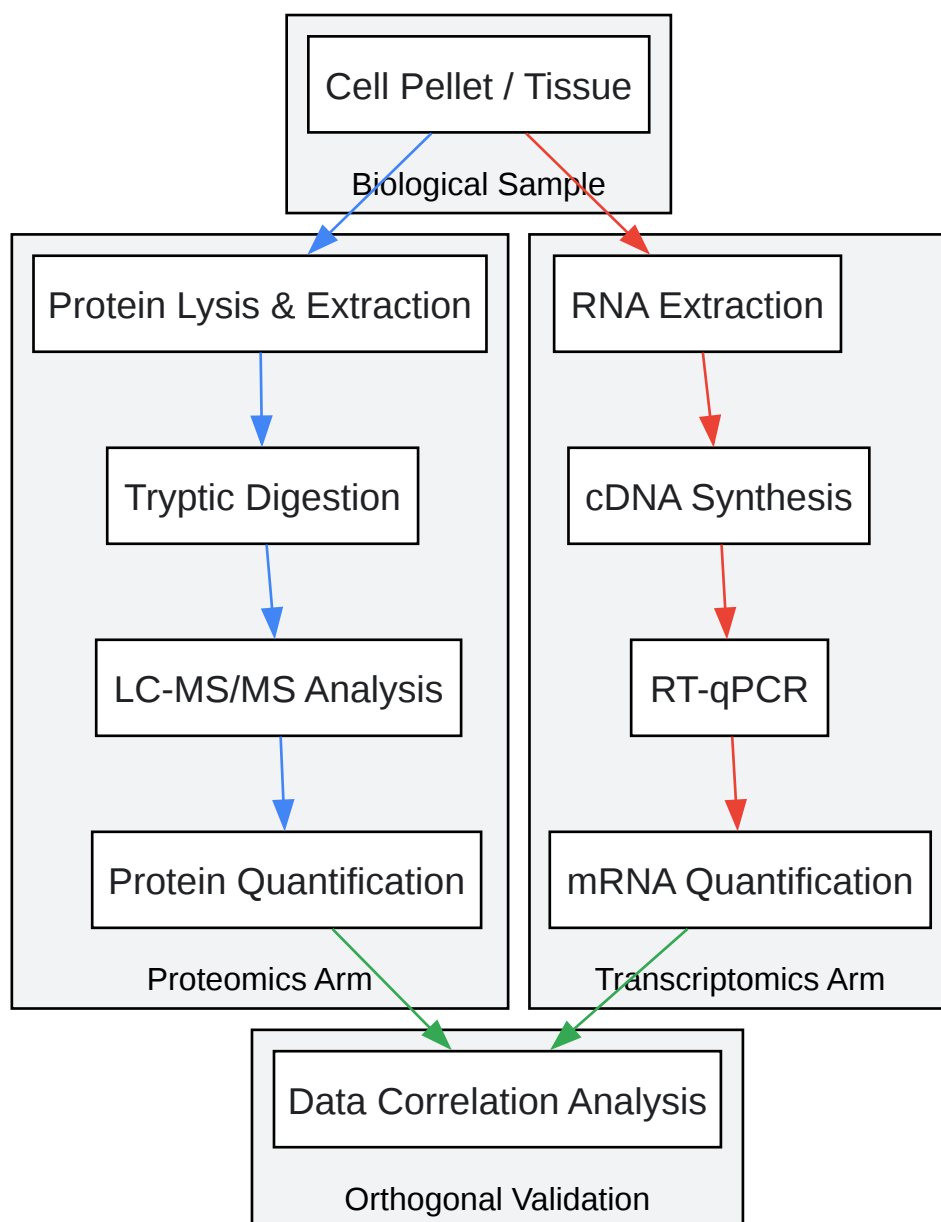 Cell Pellet / Tissue
Biological Sample
Protein Lysis & Extraction
Tryptic Digestion
LC-MS/MS Analysis
Protein Quantification
Proteomics Arm
RNA Extraction
cDNA Synthesis
RT-qPCR
mRNA Quantification
Transcriptomics Arm
Data Correlation Analysis
Orthogonal Validation